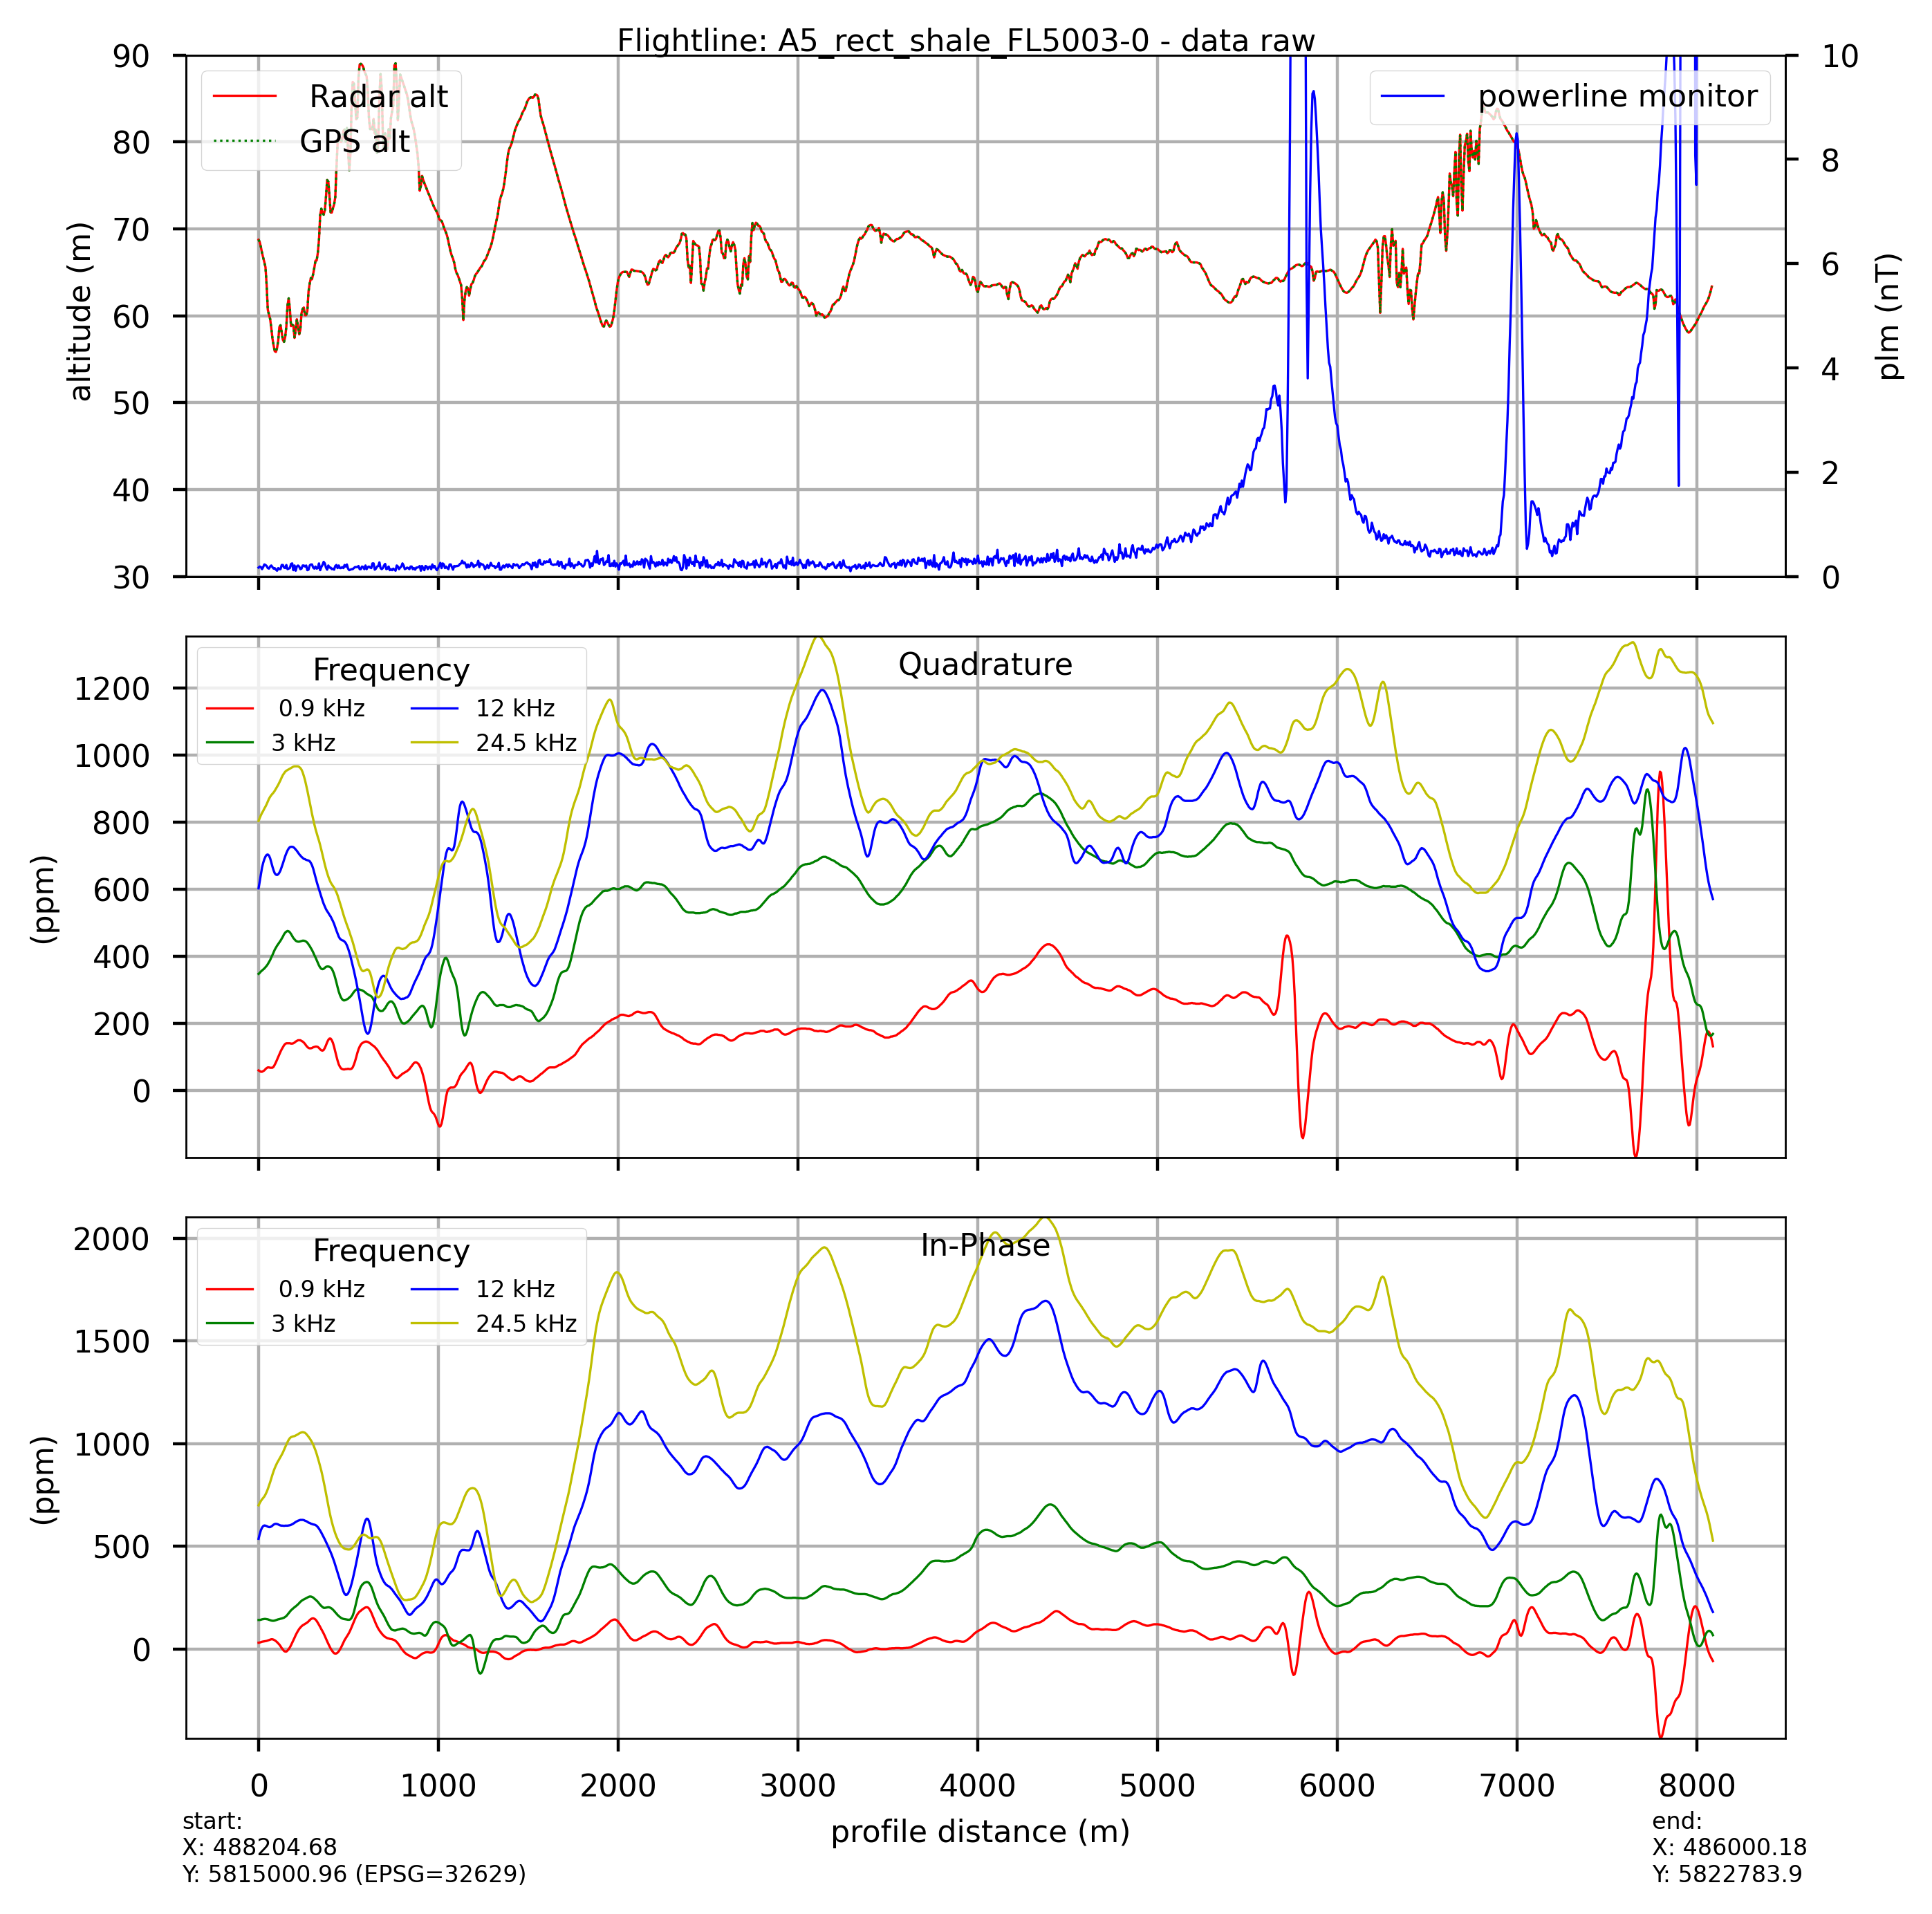 Flightline: A5_rect_shale_FL5003-0 - data raw
90
80
70
60
50
40
30
altitude (m)
Radar alt
GPS alt
powerline monitor
10
8
6
4
2
0
plm (nT)
Quadrature
Frequency
0.9 kHz
12 kHz
3 kHz
24.5 kHz
1200
1000
800
600
400
200
0
(ppm)
In-Phase
Frequency
0.9 kHz
12 kHz
3 kHz
24.5 kHz
2000
1500
1000
500
0
(ppm)
0 1000 2000 3000 4000 5000 6000 7000 8000
profile distance (m)
start:
X: 488204.68
Y: 5815000.96 (EPSG=32629)
end:
X: 486000.18
Y: 5822783.9